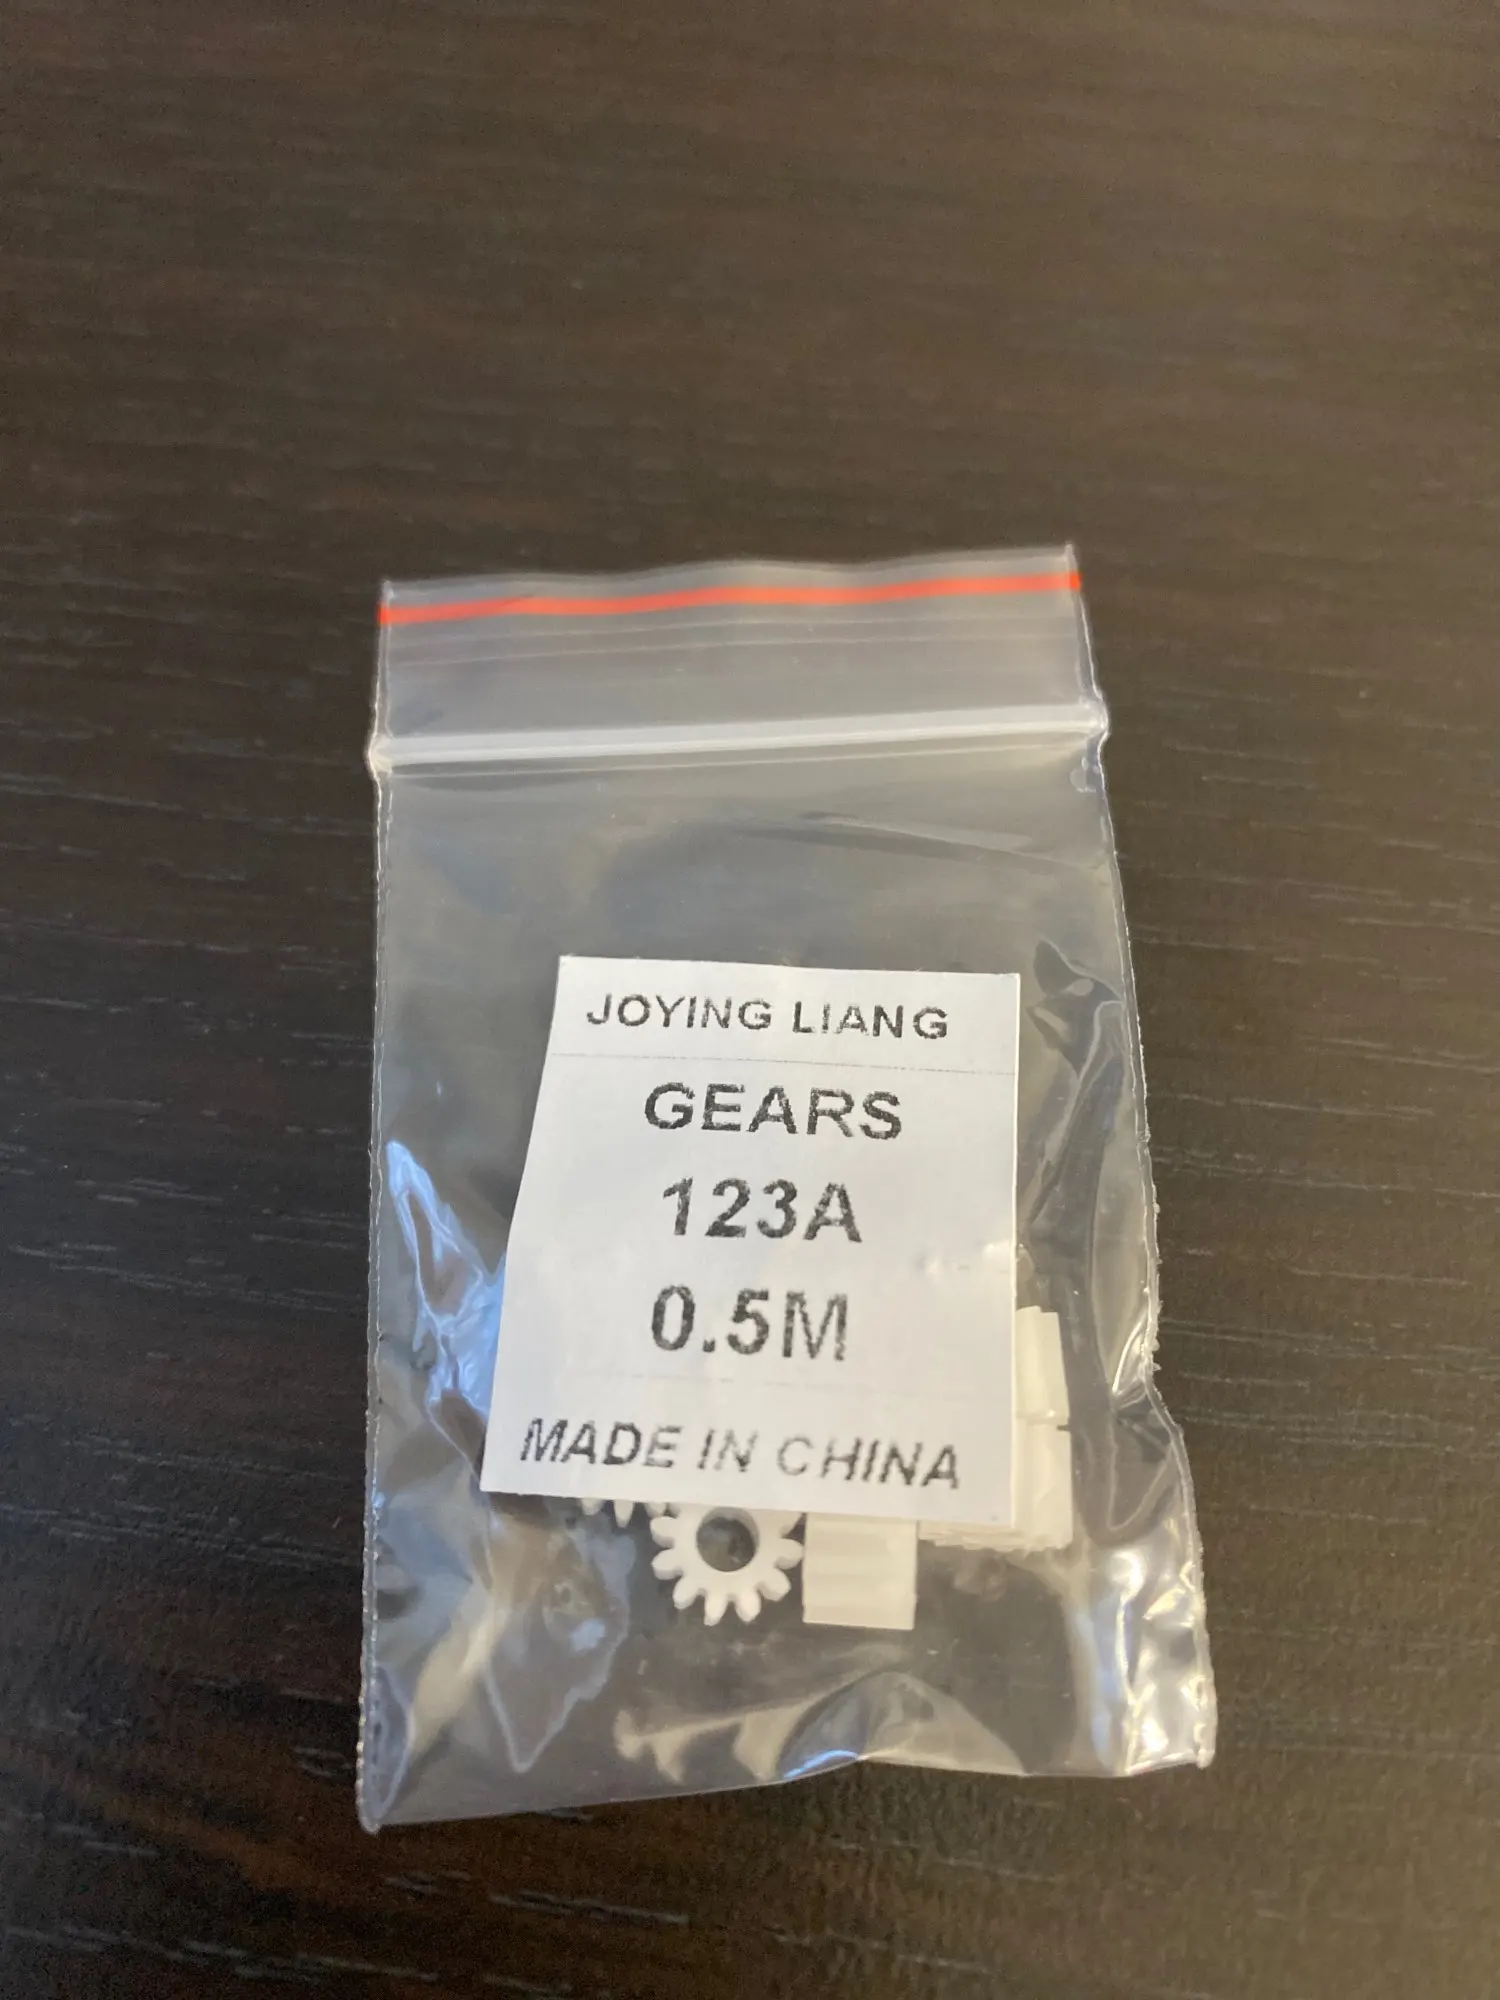 JOYING LIANG
GEARS
123A
0.5M
MADE IN CHINA